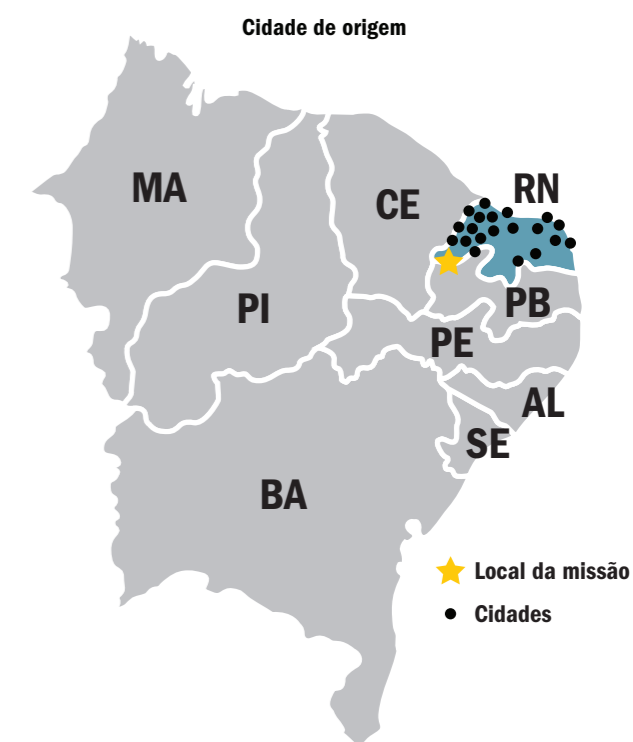 Cidade de origem
MA
CE
RN
PI
PB
PE
AL
SE
BA
Local da missão
Cidades